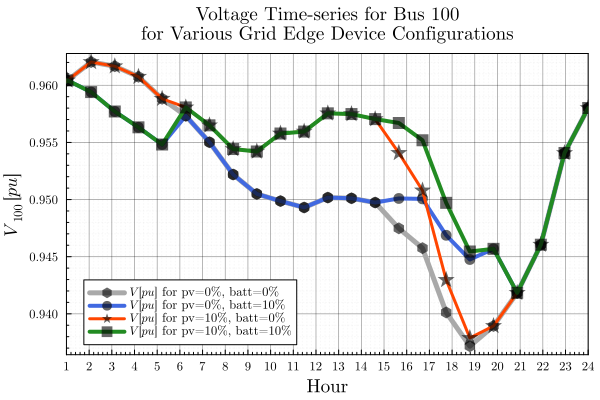 Voltage Time-series for Bus 100
for Various Grid Edge Device Configurations
0.960
0.955
0.950
0.945
0.940
V₁₀₀ [pu]
V[pu] for pv=0%, batt=0%
V[pu] for pv=0%, batt=10%
V[pu] for pv=10%, batt=0%
V[pu] for pv=10%, batt=10%
1 2 3 4 5 6 7 8 9 10 11 12 13 14 15 16 17 18 19 20 21 22 23 24
Hour